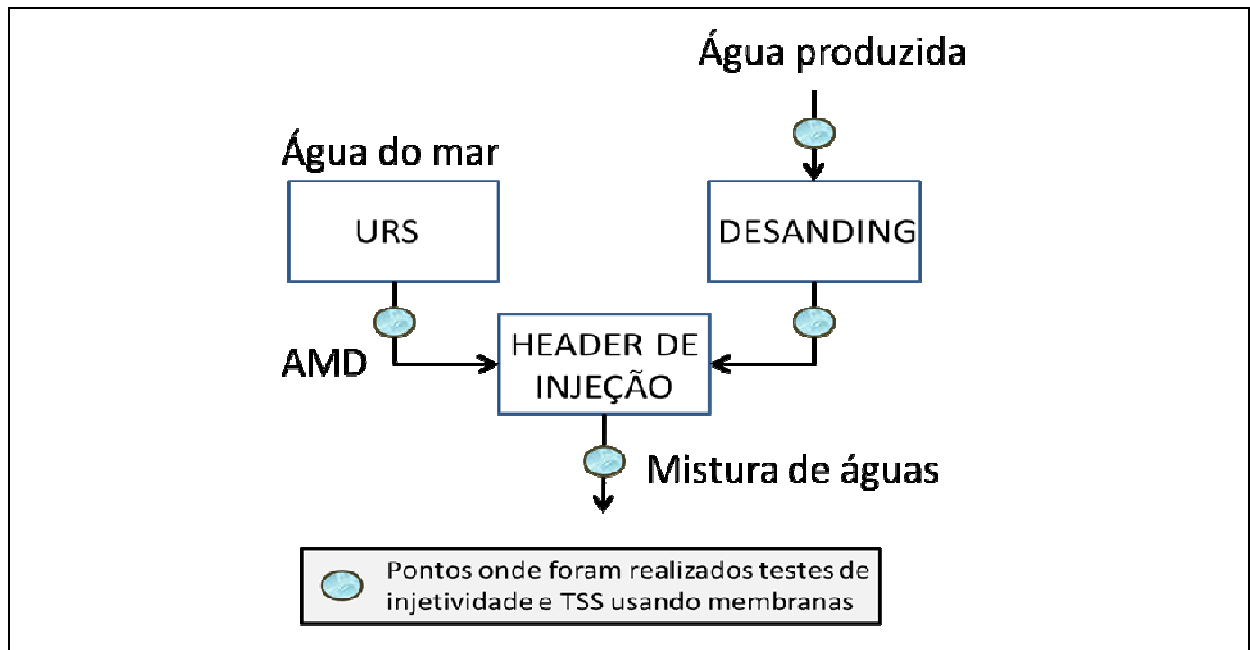 Água produzida
Água do mar
URS
DESANDING
AMD
HEADER DE
INJEÇÃO
Mistura de águas
Pontos onde foram realizados testes de
injetividade e TSS usando membranas